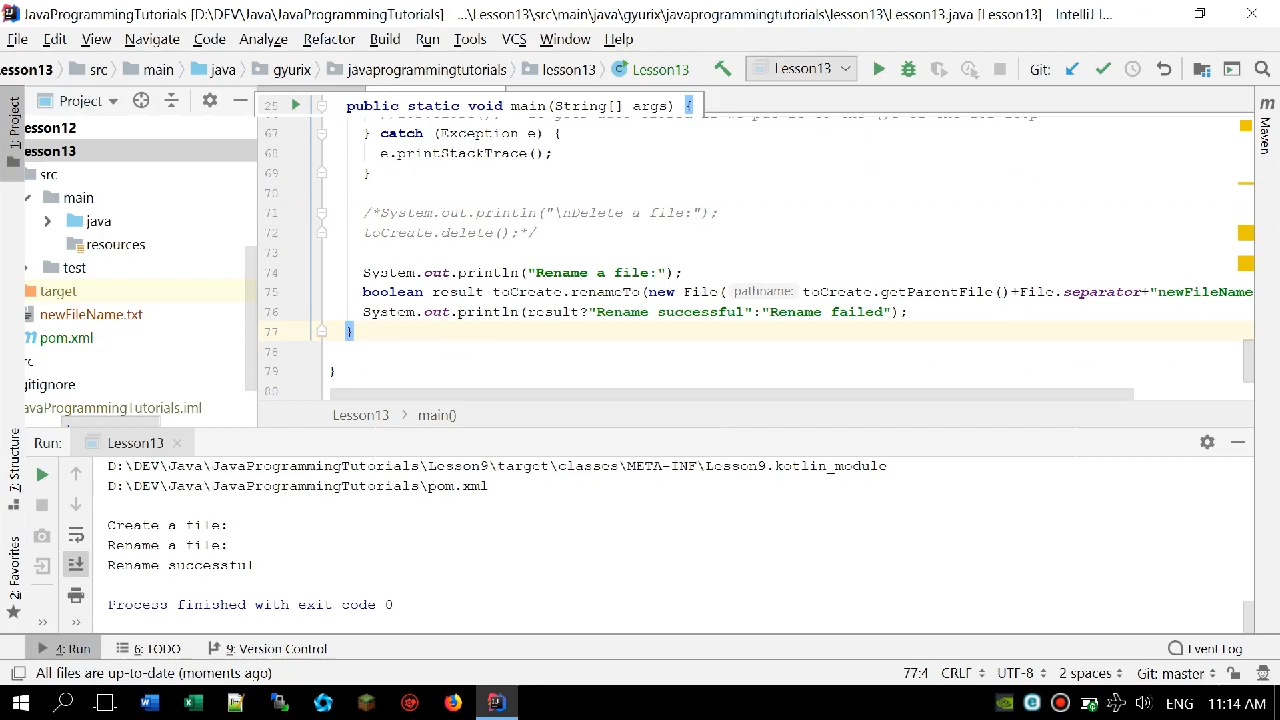 JavaProgrammingTutorials [D:\DEV\Java\JavaProgrammingTutorials] ...\Lesson13\src\main\java\gyurix\javaprogrammingtutorials\lesson13\Lesson13.java [Lesson13] - IntelliJ I...
File Edit View Navigate Code Analyze Refactor Build Run Tools VCS Window Help
esson13 src main java gyurix javaprogrammingtutorials lesson13 Lesson13 Lesson13 Git:
1: Project
Project
25 public static void main(String[] args) {
m
Maven
esson12
67 } catch (Exception e) {
esson13
68 e.printStackTrace();
src
69 }
main
70
java
71 /*System.out.println("\nDelete a file:");
72 toCreate.delete();*/
resources
73
test
74 System.out.println("Rename a file:");
target
75 boolean result toCreate.renameTo(new File( pathname: toCreate.getParentFile()+File.separator+"newFileName
newFileName.txt
76 System.out.println(result?"Rename successful":"Rename failed");
pom.xml
77 }
78
rc
79 }
gitignore
80
avaProgrammingTutorials.iml
Lesson13 > main()
Run: Lesson13
7: Structure
2: Favorites
D:\DEV\Java\JavaProgrammingTutorials\Lesson9\target\classes\META-INF\Lesson9.kotlin_module
D:\DEV\Java\JavaProgrammingTutorials\pom.xml
Create a file:
Rename a file:
Rename successful
Process finished with exit code 0
4: Run 6: TODO 9: Version Control Event Log
All files are up-to-date (moments ago) 77:4 CRLF UTF-8 2 spaces Git: master
ENG 11:14 AM